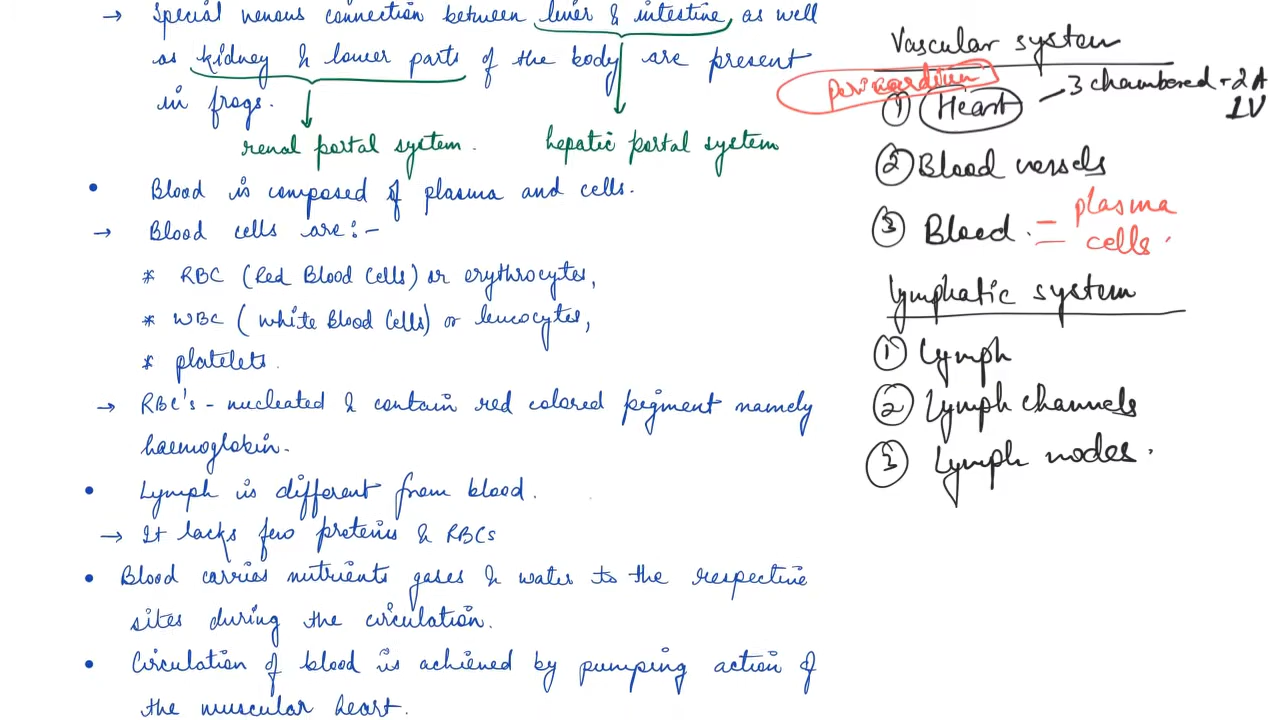 → Special venous connection between liver & intestine, as well
as kidney & lower parts of the body are present
in frogs.
renal portal system.
hepatic portal system
• Blood is composed of plasma and cells.
→ Blood cells are:-
* RBC (Red Blood Cells) or erythrocytes,
* WBC (white Blood Cells) or leucocytes,
* platelets.
→ RBC's - nucleated & contain red colored pegment namely
haemoglobin.
• Lymph is different from blood.
→ It lacks few proteins & RBCs
• Blood carries nutrients gases & water to the respective
sites during the circulation.
• Circulation of blood is achieved by pumping action of
the muscular heart.
Vascular system
pericardium
① Heart - 3 chambered - 2A
1V
② Blood vessels
③ Blood. = plasma
cells.
Lymphatic system
① Lymph
② Lymph channels
③ Lymph nodes.